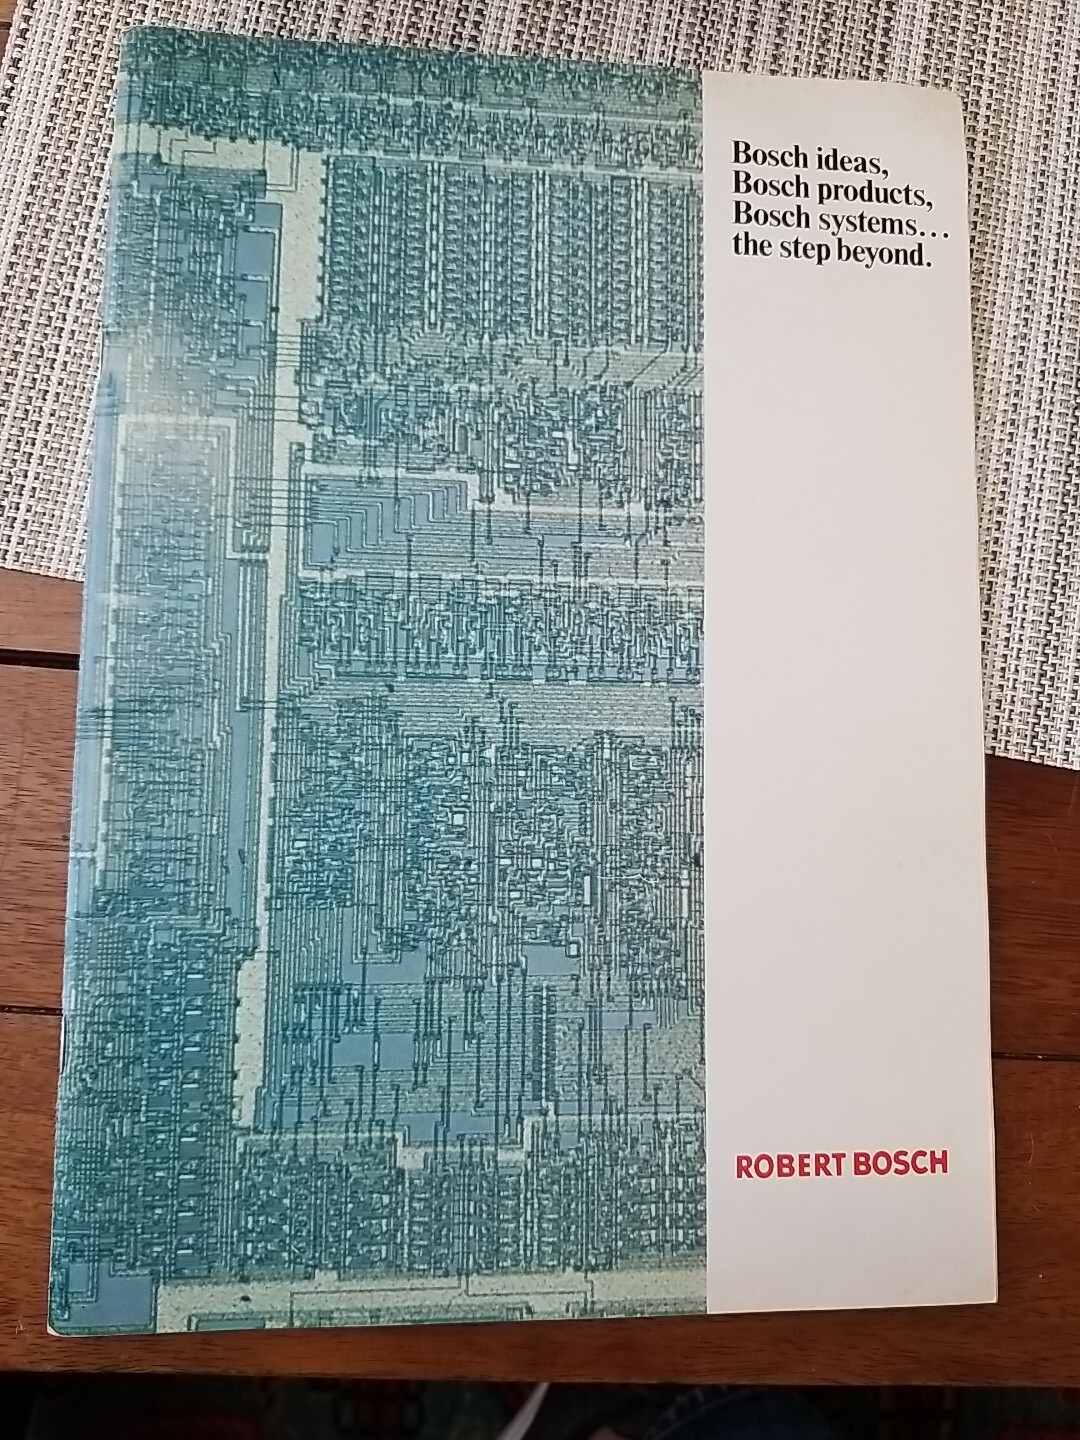 Bosch ideas,
Bosch products,
Bosch systems...
the step beyond.
ROBERT BOSCH